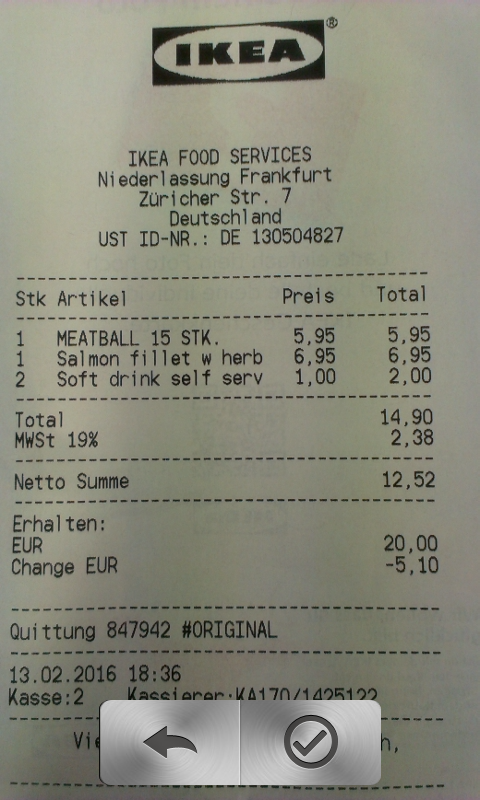 IKEA®
IKEA FOOD SERVICES
Niederlassung Frankfurt
Züricher Str. 7
Deutschland
UST ID-NR.: DE 130504827
Stk Artikel Preis Total
1 MEATBALL 15 STK. 5,95 5,95
1 Salmon fillet w herb 6,95 6,95
2 Soft drink self serv 1,00 2,00
Total 14,90
MWSt 19% 2,38
Netto Summe 12,52
Erhalten:
EUR 20,00
Change EUR -5,10
Quittung 847942 #ORIGINAL
13.02.2016 18:36
Kasse:2 Kassierer:KA170/1425122